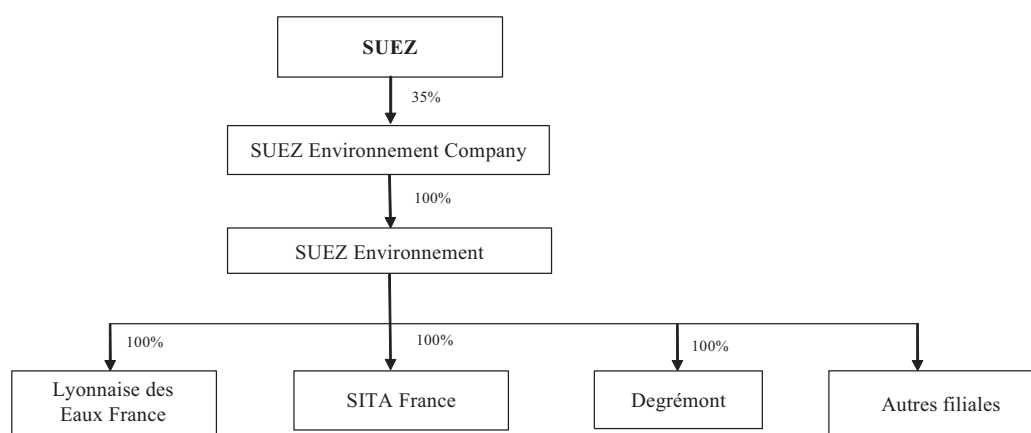 SUEZ
35%
SUEZ Environnement Company
100%
SUEZ Environnement
100%
100%
100%
Lyonnaise des
Eaux France
SITA France
Degrémont
Autres filiales